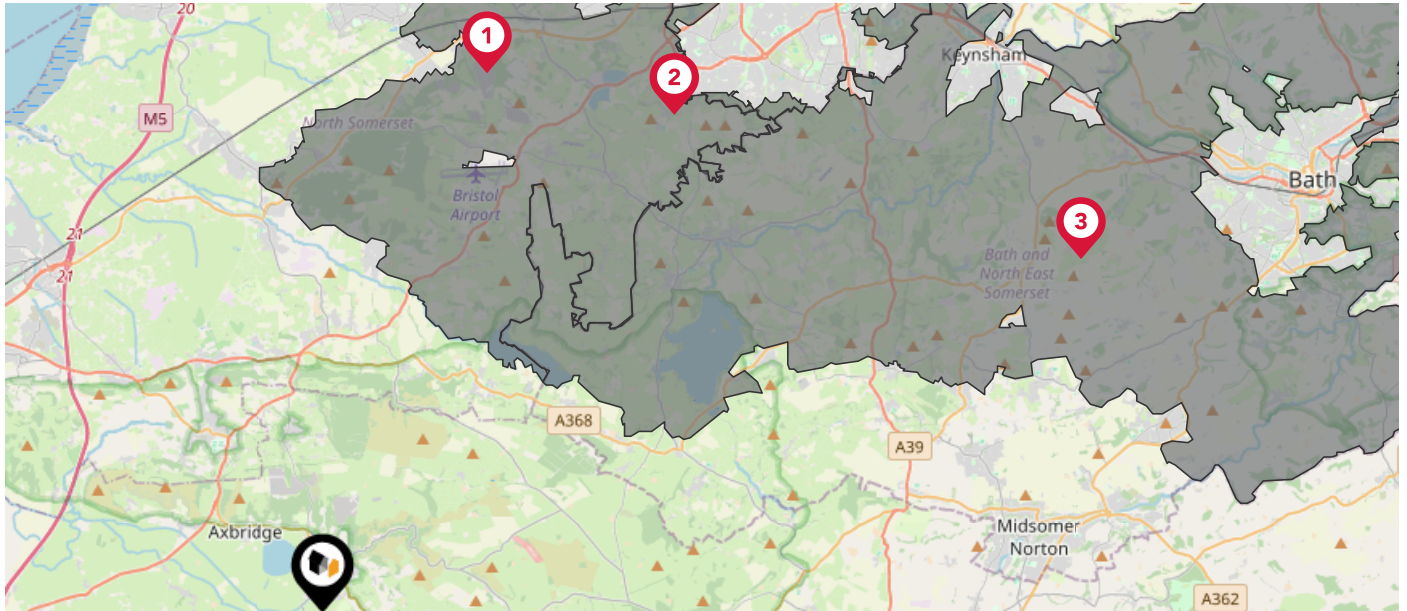 20
1
2
Keynsham
M5
North Somerset
Bristol
Airport
Bath
3
21
21
Bath and
North East
Somerset
A368
A39
Axbridge
Midsomer
Norton
A362